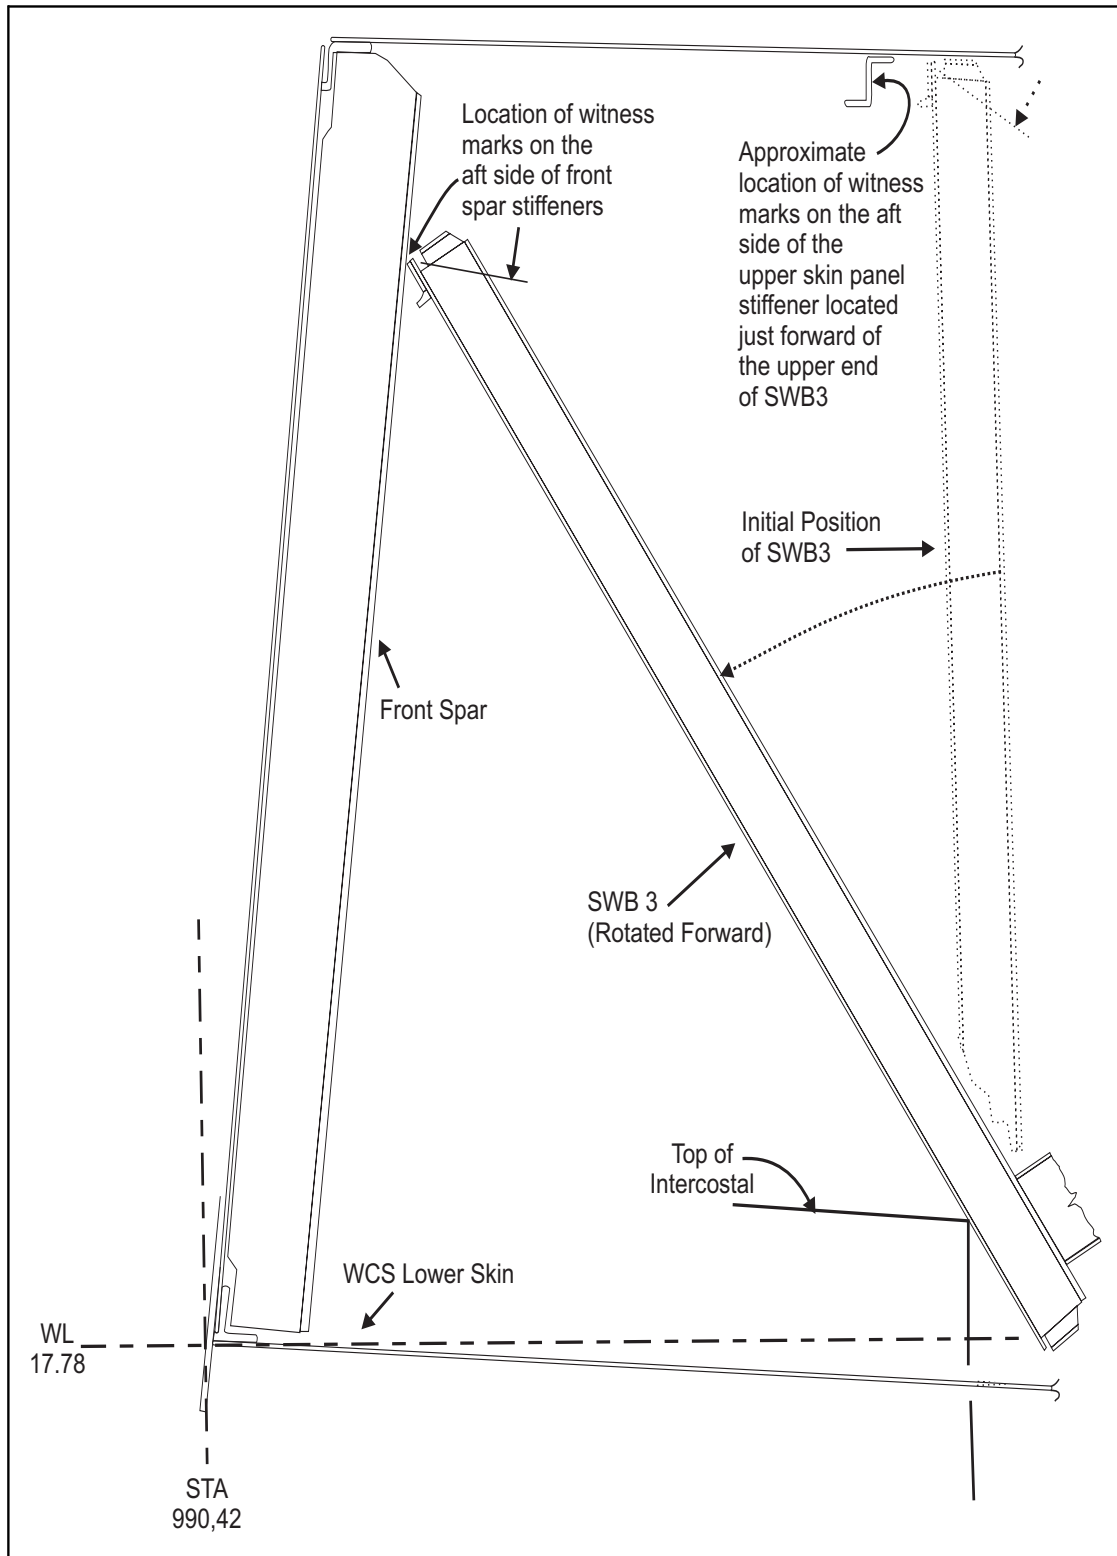 Location of witness
marks on the
aft side of front
spar stiffeners
Approximate
location of witness
marks on the aft
side of the
upper skin panel
stiffener located
just forward of
the upper end
of SWB3
Initial Position
of SWB3
Front Spar
SWB 3
(Rotated Forward)
Top of
Intercostal
WCS Lower Skin
WL
17.78
STA
990,42